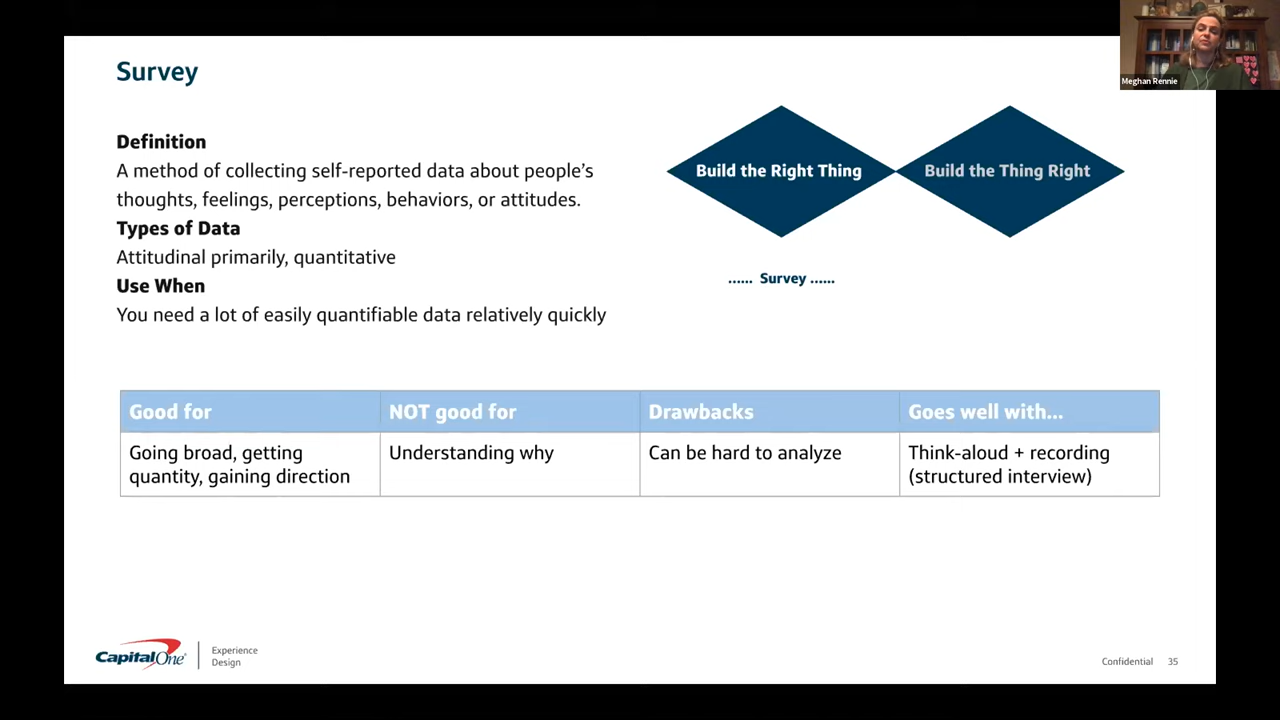 Survey
Meghan Rennie
Definition
A method of collecting self-reported data about people's
thoughts, feelings, perceptions, behaviors, or attitudes.
Types of Data
Attitudinal primarily, quantitative
Use When
You need a lot of easily quantifiable data relatively quickly
Build the Right Thing
Build the Thing Right
...... Survey ......
Good for
NOT good for
Drawbacks
Goes well with...
Going broad, getting
quantity, gaining direction
Understanding why
Can be hard to analyze
Think-aloud + recording
(structured interview)
Capital One
Experience
Design
Confidential 35